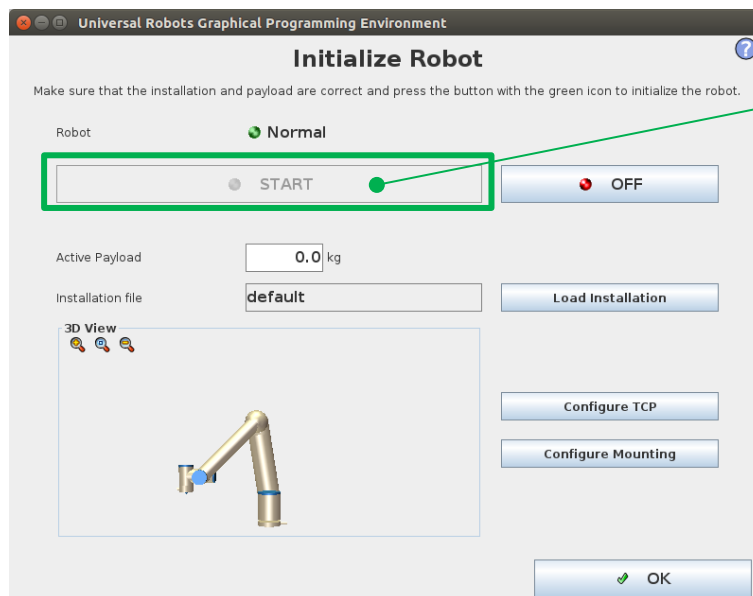 Universal Robots Graphical Programming Environment
Initialize Robot
?
Make sure that the installation and payload are correct and press the button with the green icon to initialize the robot.
Robot
Normal
START
OFF
Active Payload
0.0 kg
Installation file
default
Load Installation
3D View
Configure TCP
Configure Mounting
OK